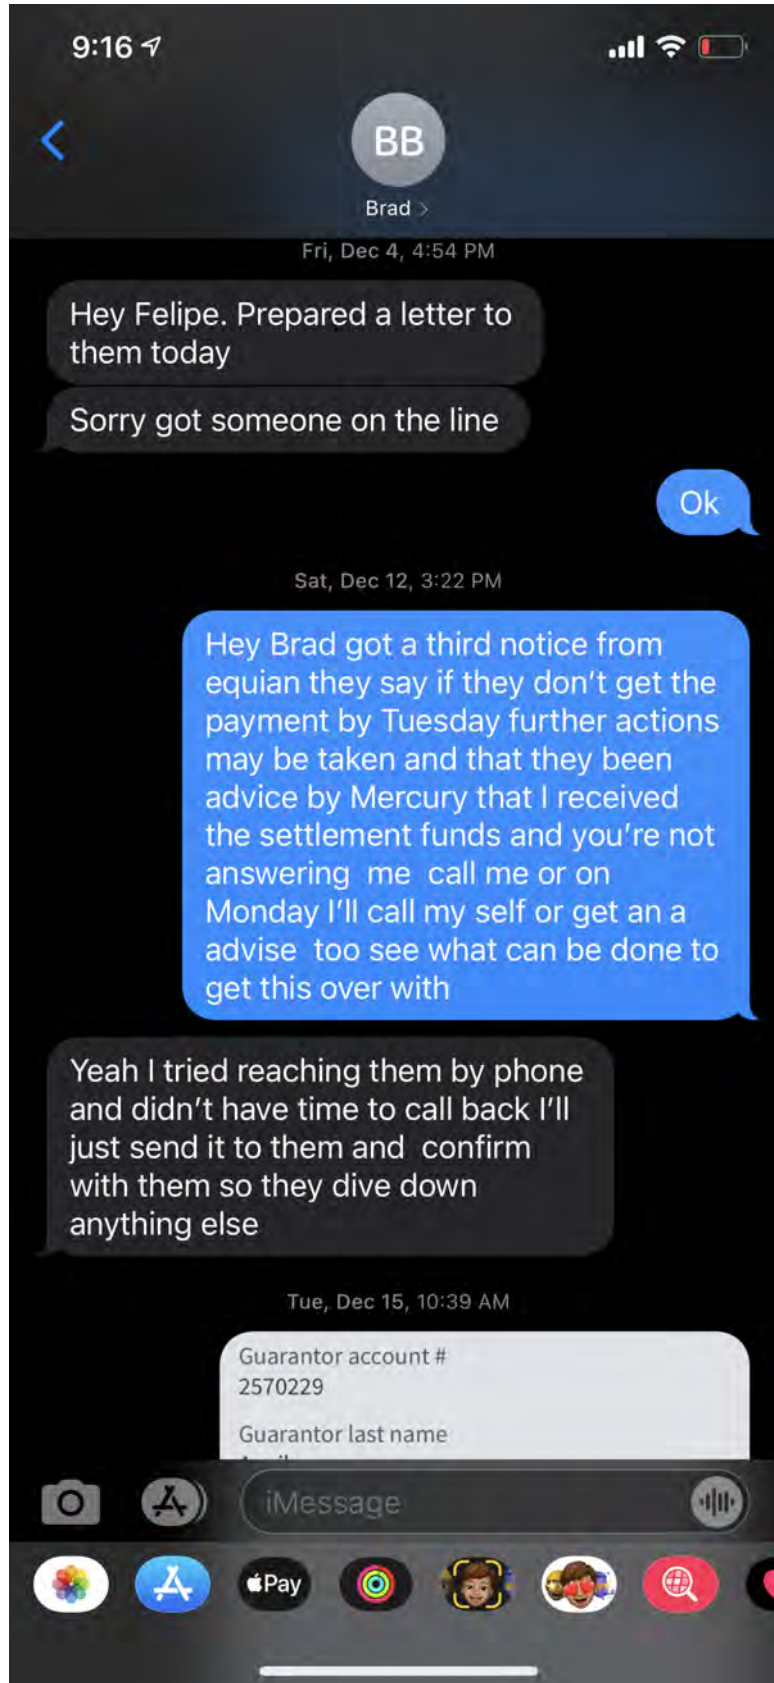 9:16
BB
Brad
Fri, Dec 4, 4:54 PM
Hey Felipe. Prepared a letter to
them today
Sorry got someone on the line
Ok
Sat, Dec 12, 3:22 PM
Hey Brad got a third notice from
equian they say if they don't get the
payment by Tuesday further actions
may be taken and that they been
advice by Mercury that I received
the settlement funds and you're not
answering  me  call me or on
Monday I'll call my self or get an a
advise  too see what can be done to
get this over with
Yeah I tried reaching them by phone
and didn't have time to call back I'll
just send it to them and  confirm
with them so they dive down
anything else
Tue, Dec 15, 10:39 AM
Guarantor account #
2570229
Guarantor last name
iMessage
Pay